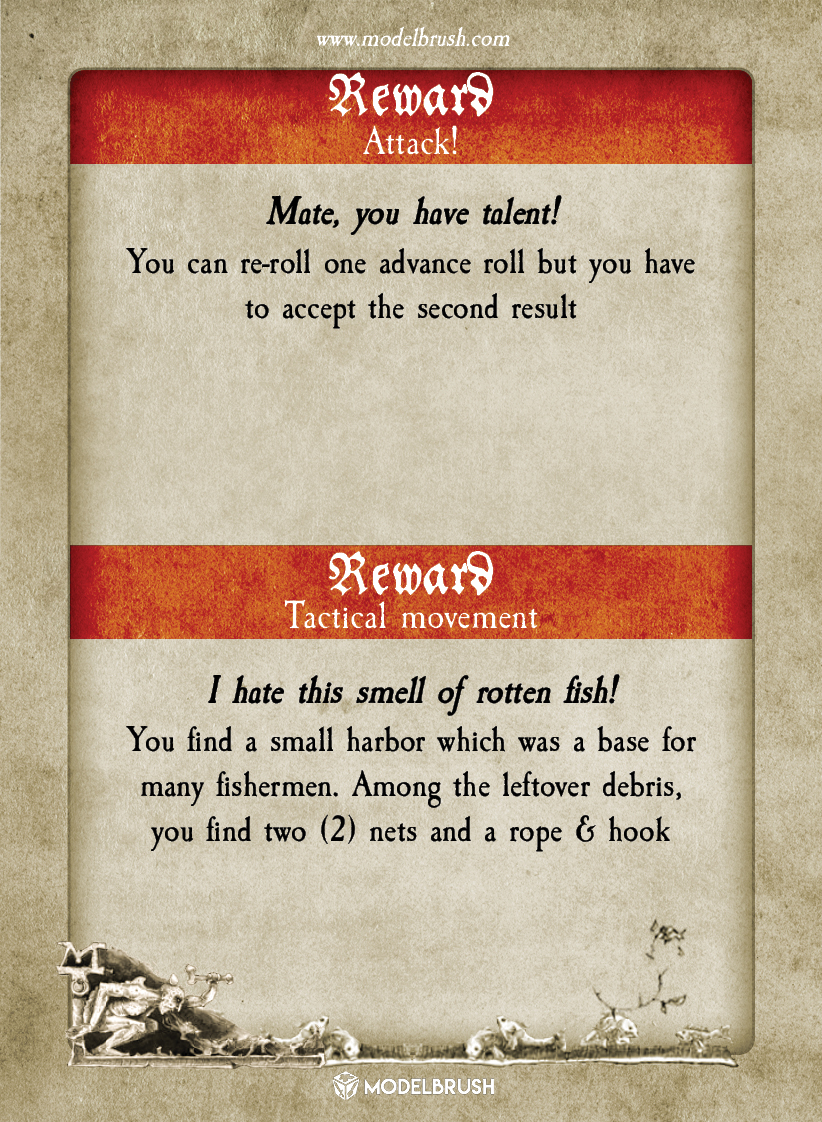 www.modelbrush.com
Reward
Attack!
Mate, you have talent!
You can re-roll one advance roll but you have
to accept the second result
Reward
Tactical movement
I hate this smell of rotten fish!
You find a small harbor which was a base for
many fishermen. Among the leftover debris,
you find two (2) nets and a rope & hook
M
MODELBRUSH